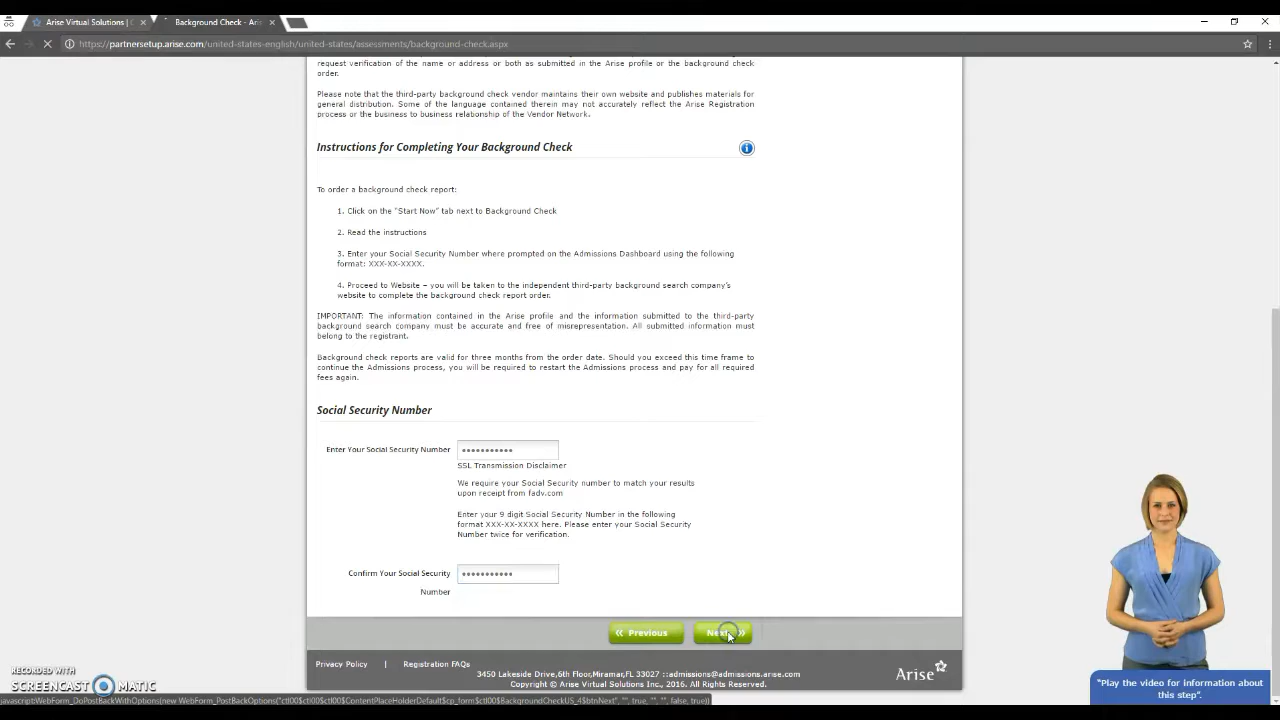 Arise Virtual Solutions | C
Background Check - Aris
https://partnersetup.arise.com/united-states-english/united-states/assessments/background-check.aspx
request verification of the name or address or both as submitted in the Arise profile or the background check
order.
Please note that the third-party background check vendor maintains their own website and publishes materials for
general distribution. Some of the language contained therein may not accurately reflect the Arise Registration
process or the business to business relationship of the Vendor Network.
Instructions for Completing Your Background Check
To order a background check report:
1. Click on the "Start Now" tab next to Background Check
2. Read the instructions
3. Enter your Social Security Number where prompted on the Admissions Dashboard using the following
format: XXX-XX-XXXX.
4. Proceed to Website – you will be taken to the independent third-party background search company's
website to complete the background check report order.
IMPORTANT: The information contained in the Arise profile and the information submitted to the third-party
background search company must be accurate and free of misrepresentation. All submitted information must
belong to the registrant.
Background check reports are valid for three months from the order date. Should you exceed this time frame to
continue the Admissions process, you will be required to restart the Admissions process and pay for all required
fees again.
Social Security Number
Enter Your Social Security Number
SSL Transmission Disclaimer
We require your Social Security number to match your results
upon receipt from fadv.com
Enter your 9 digit Social Security Number in the following
format XXX-XX-XXXX here. Please enter your Social Security
Number twice for verification.
Confirm Your Social Security
Number
Previous
Next
Privacy Policy | Registration FAQs
3450 Lakeside Drive,6th Floor,Miramar,FL 33027 ::admissions@admissions.arise.com
Copyright © Arise Virtual Solutions Inc., 2016. All Rights Reserved.
Arise
"Play the video for information about
this step".
RECORDED WITH
SCREENCAST MATIC
javascript:WebForm_DoPostBackWithOptions(new WebForm_PostBackOptions("ctl00$ctl00$ctl00$ContentPlaceHolderDefault$cp_form$ctl00$BackgroundCheckUS_4$btnNext", "", true, "", "", false, true))